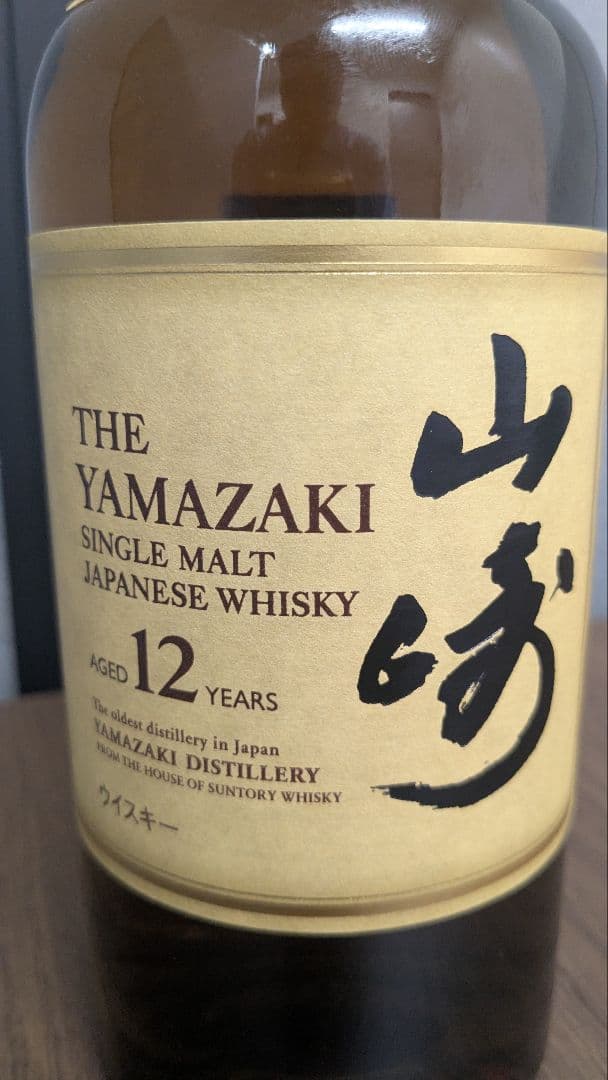 THE
YAMAZAKI
SINGLE MALT
JAPANESE WHISKY
AGED 12 YEARS
The oldest distillery in Japan
YAMAZAKI DISTILLERY
FROM THE HOUSE OF SUNTORY WHISKY
ウイスキー
山崎